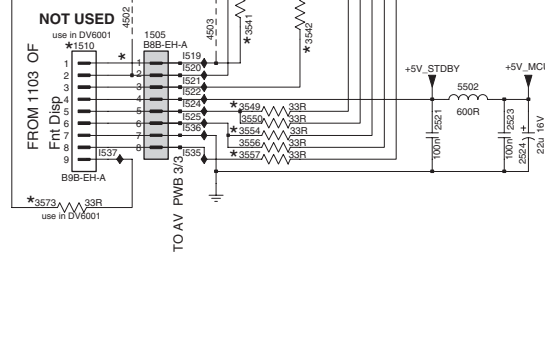 NOT USED
use in DV6001
*1510
4502
1505
B8B-EH-A
4503
*3541
*3542
FROM 1103 OF
Fnt Disp
1
2
3
4
5
6
7
8
9
*
1
2
3
4
5
6
7
8
I519
I520
I521
I522
I524
I525
I536
I535
I537
B9B-EH-A
*3549 33R
3550 33R
*3554 33R
3556 33R
*3557 33R
+5V_STDBY
5502
600R
+5V_MCU
2521
100n
2523
100n
2524
+
22u 16V
*3573 33R
use in DV6001
TO AV PWB 3/3